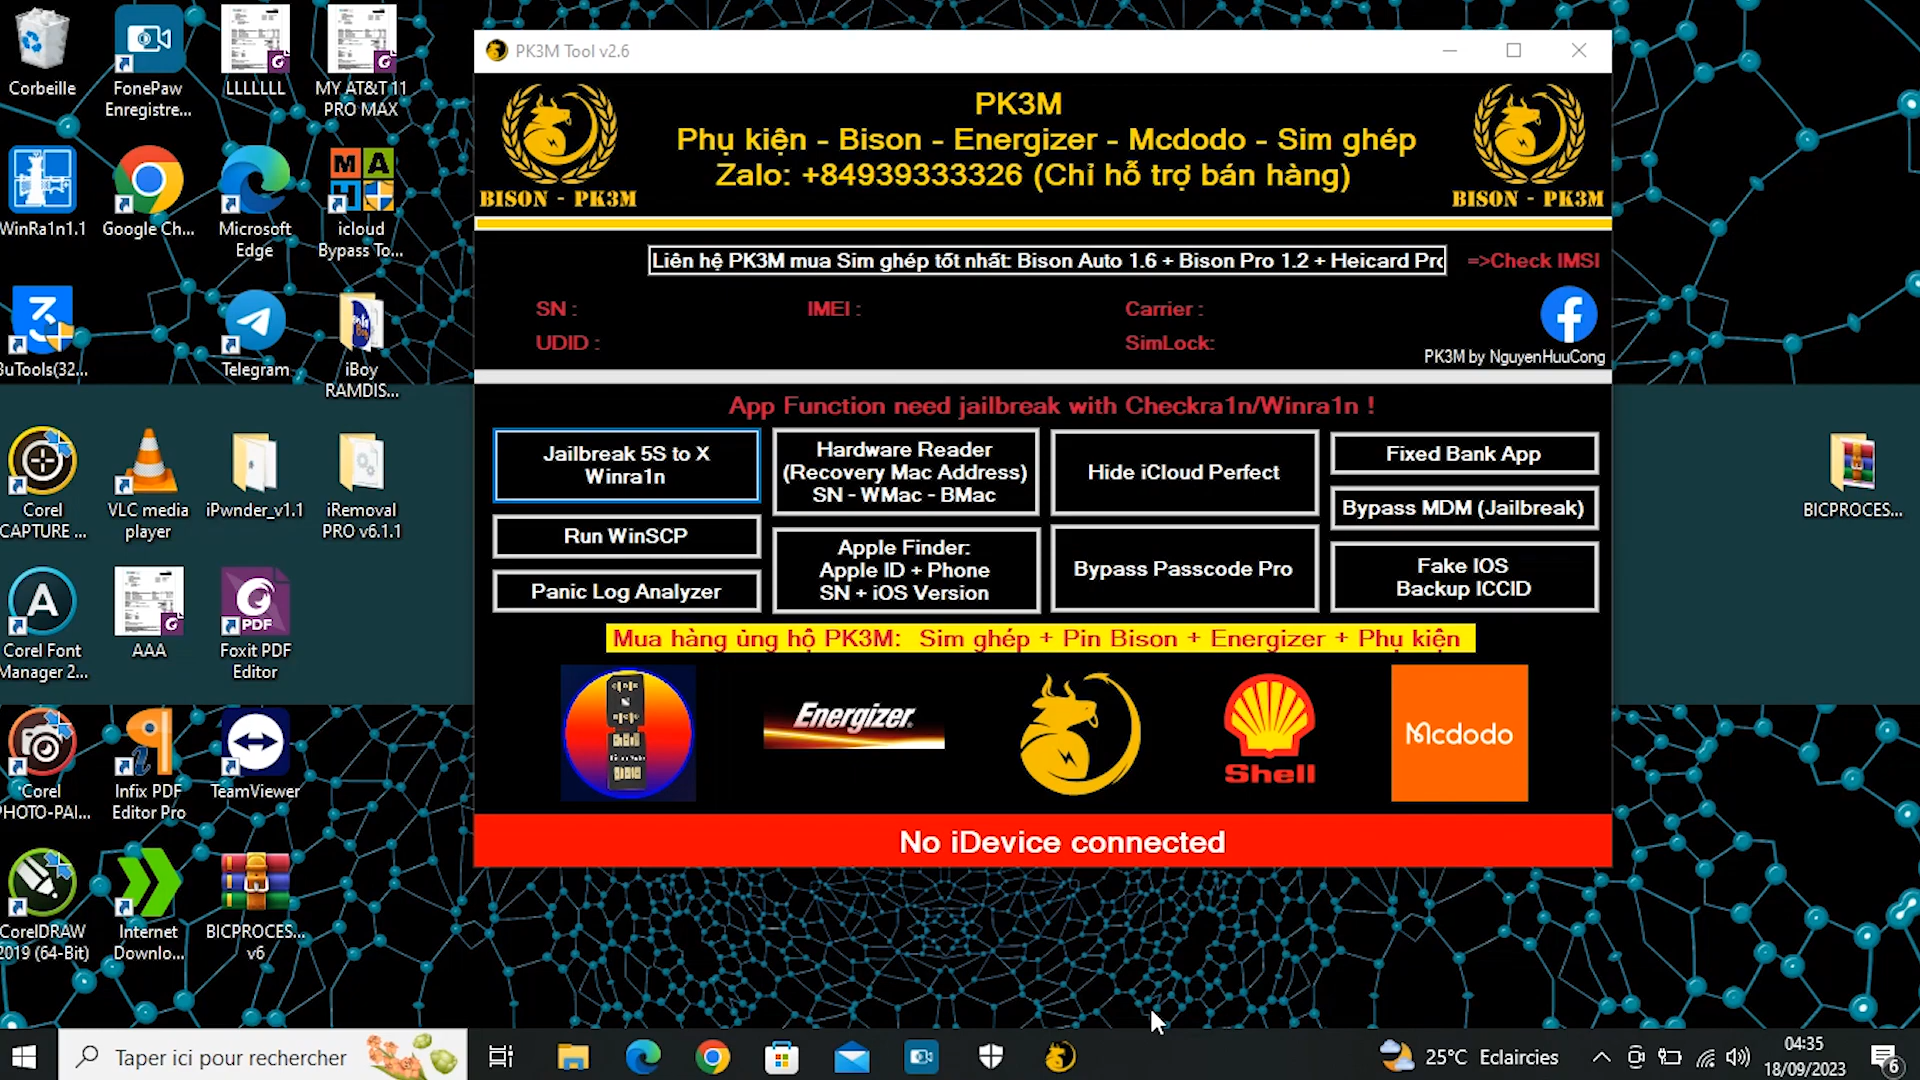 Corbeille
FonePaw
Enregistre...
LLLLLLL
MY AT&T 11
PRO MAX
WinRa1n1.1
Google Ch...
Microsoft
Edge
MA
icloud
Bypass To...
3uTools(32...
Telegram
iBoy
RAMDIS...
Corel
CAPTURE ...
VLC media
player
iPwnder_v1.1
iRemoval
PRO v6.1.1
Corel Font
Manager 2...
AAA
PDF
Foxit PDF
Editor
Corel
PHOTO-PAI...
Infix PDF
Editor Pro
TeamViewer
CorelDRAW
2019 (64-Bit)
Internet
Downlo...
BICPROCES...
v6
BICPROCES...
PK3M Tool v2.6
BISON - PK3M
PK3M
Phụ kiện - Bison - Energizer - Mcdodo - Sim ghép
Zalo: +84939333326 (Chỉ hỗ trợ bán hàng)
BISON - PK3M
Liên hệ PK3M mua Sim ghép tốt nhất: Bison Auto 1.6 + Bison Pro 1.2 + Heicard Pro
=>Check IMSI
SN :
IMEI :
Carrier :
UDID :
SimLock:
PK3M by NguyenHuuCong
App Function need jailbreak with Checkra1n/Winra1n !
Jailbreak 5S to X
Winra1n
Hardware Reader
(Recovery Mac Address)
SN - WMac - BMac
Hide iCloud Perfect
Fixed Bank App
Bypass MDM (Jailbreak)
Run WinSCP
Apple Finder:
Apple ID + Phone
SN + iOS Version
Bypass Passcode Pro
Fake IOS
Backup ICCID
Panic Log Analyzer
Mua hàng ủng hộ PK3M: Sim ghép + Pin Bison + Energizer + Phụ kiện
Energizer
Shell
Mcdodo
No iDevice connected
Taper ici pour rechercher
25°C Eclaircies
04:35
18/09/2023
6